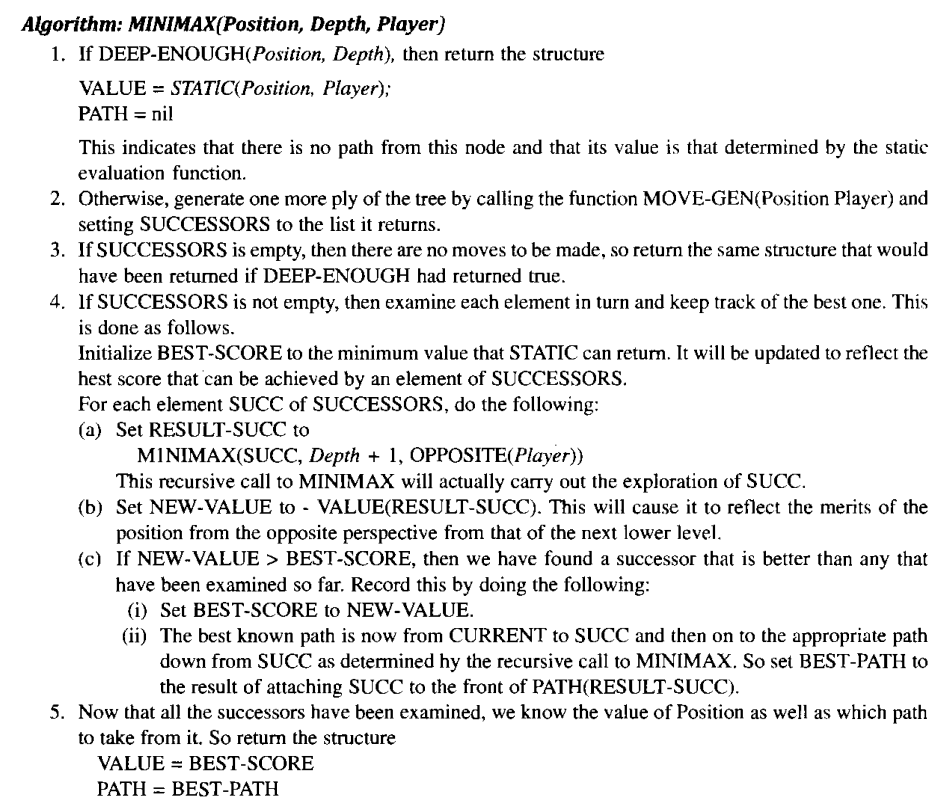 Algorithm: MINIMAX(Position, Depth, Player)
1. If DEEP-ENOUGH(Position, Depth), then return the structure
VALUE = STATIC(Position, Player);
PATH = nil
This indicates that there is no path from this node and that its value is that determined by the static
evaluation function.
2. Otherwise, generate one more ply of the tree by calling the function MOVE-GEN(Position Player) and
setting SUCCESSORS to the list it returns.
3. If SUCCESSORS is empty, then there are no moves to be made, so return the same structure that would
have been returned if DEEP-ENOUGH had returned true.
4. If SUCCESSORS is not empty, then examine each element in turn and keep track of the best one. This
is done as follows.
Initialize BEST-SCORE to the minimum value that STATIC can return. It will be updated to reflect the
hest score that can be achieved by an element of SUCCESSORS.
For each element SUCC of SUCCESSORS, do the following:
(a) Set RESULT-SUCC to
M1NIMAX(SUCC, Depth + 1, OPPOSITE(Player))
This recursive call to MINIMAX will actually carry out the exploration of SUCC.
(b) Set NEW-VALUE to - VALUE(RESULT-SUCC). This will cause it to reflect the merits of the
position from the opposite perspective from that of the next lower level.
(c) If NEW-VALUE > BEST-SCORE, then we have found a successor that is better than any that
have been examined so far. Record this by doing the following:
(i) Set BEST-SCORE to NEW-VALUE.
(ii) The best known path is now from CURRENT to SUCC and then on to the appropriate path
down from SUCC as determined hy the recursive call to MINIMAX. So set BEST-PATH to
the result of attaching SUCC to the front of PATH(RESULT-SUCC).
5. Now that all the successors have been examined, we know the value of Position as well as which path
to take from it. So return the structure
VALUE = BEST-SCORE
PATH = BEST-PATH